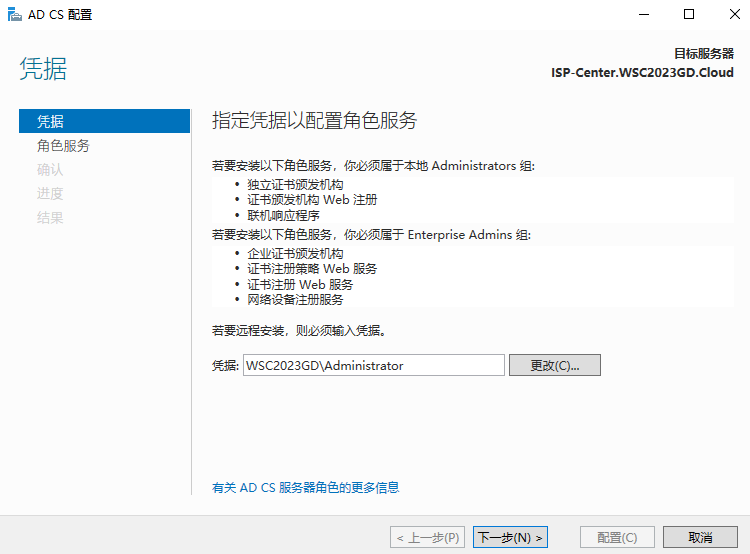 AD CS 配置
凭据
目标服务器
ISP-Center.WSC2023GD.Cloud
凭据
角色服务
确认
进度
结果
指定凭据以配置角色服务
若要安装以下角色服务，你必须属于本地 Administrators 组:
• 独立证书颁发机构
• 证书颁发机构 Web 注册
• 联机响应程序
若要安装以下角色服务，你必须属于 Enterprise Admins 组:
• 企业证书颁发机构
• 证书注册策略 Web 服务
• 证书注册 Web 服务
• 网络设备注册服务
若要远程安装，则必须输入凭据。
凭据: WSC2023GD\Administrator 更改(C)...
有关 AD CS 服务器角色的更多信息
< 上一步(P) 下一步(N) > 配置(C) 取消